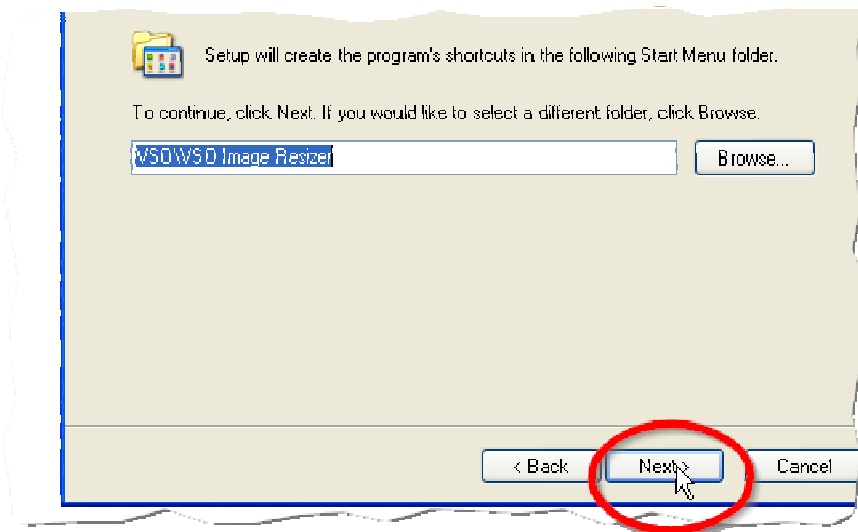 Setup will create the program's shortcuts in the following Start Menu folder.
To continue, click Next. If you would like to select a different folder, click Browse.
VSO\VSO Image Resizer
Browse...
< Back
Next >
Cancel